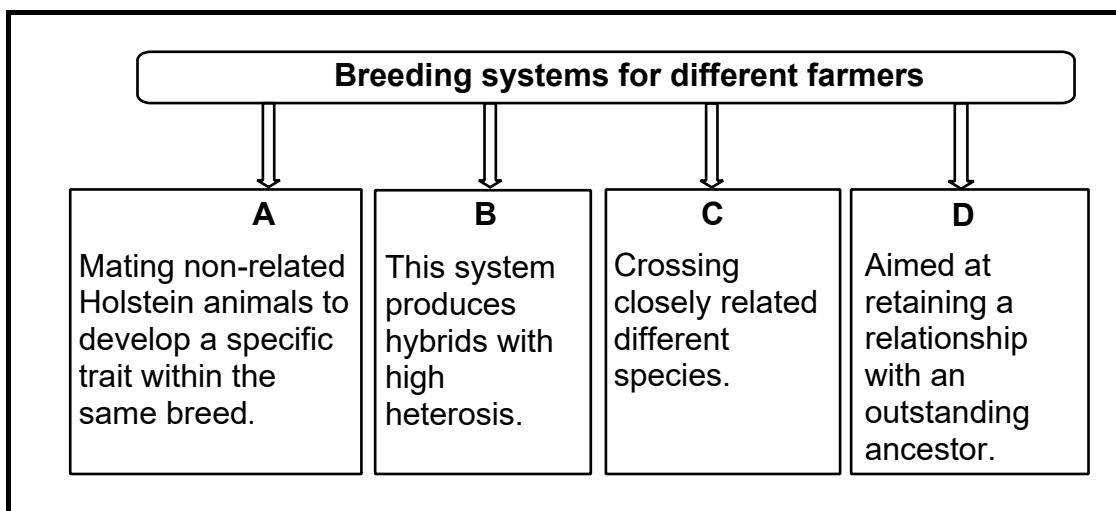 Breeding systems for different farmers
A
Mating non-related
Holstein animals to
develop a specific
trait within the
same breed.
B
This system
produces
hybrids with
high
heterosis.
C
Crossing
closely related
different
species.
D
Aimed at
retaining a
relationship
with an
outstanding
ancestor.